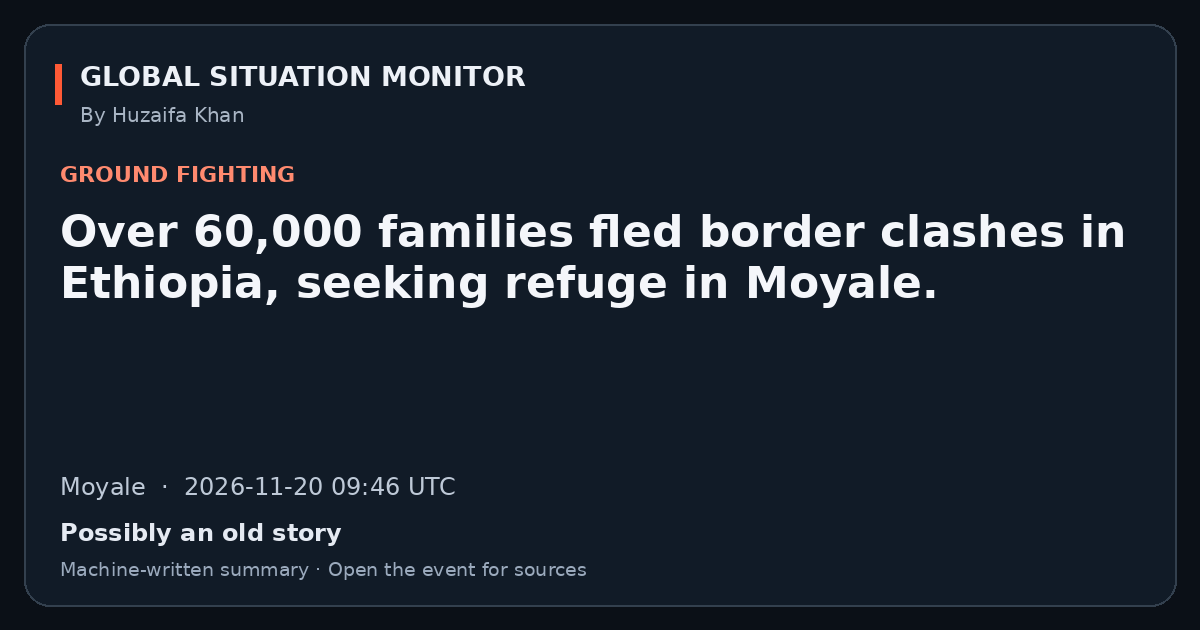 GLOBAL SITUATION MONITOR
By Huzaifa Khan
GROUND FIGHTING
Over 60,000 families fled border clashes in
Ethiopia, seeking refuge in Moyale.
Moyale · 2026-11-20 09:46 UTC
Possibly an old story
Machine-written summary · Open the event for sources